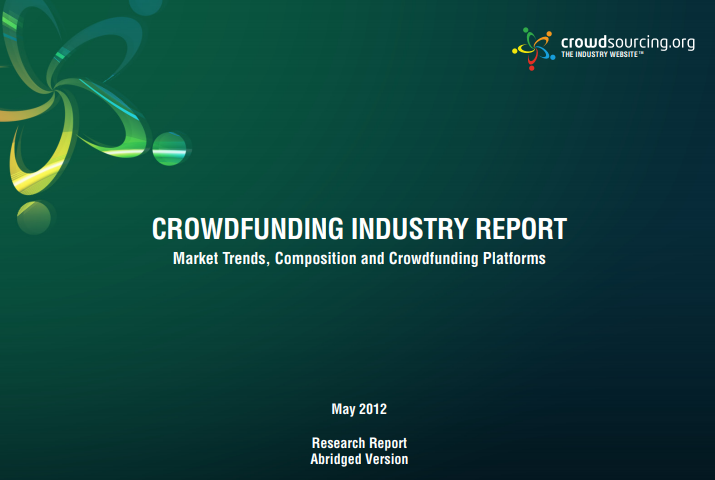 crowdsourcing.org
THE INDUSTRY WEBSITE™
CROWDFUNDING INDUSTRY REPORT
Market Trends, Composition and Crowdfunding Platforms
May 2012
Research Report
Abridged Version